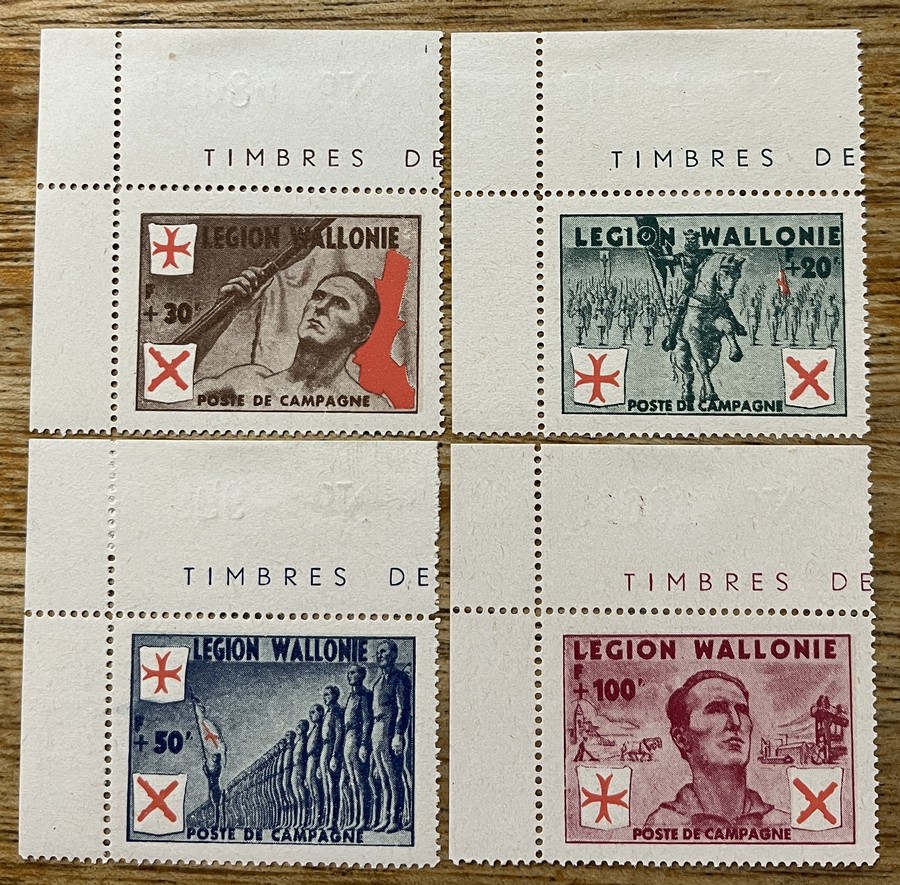 TIMBRES DE
LEGION WALLONIE
F
+ 30F
POSTE DE CAMPAGNE
TIMBRES DE
LEGION WALLONIE
F
+20F
POSTE DE CAMPAGNE
TIMBRES DE
LEGION WALLONIE
F
+ 50F
POSTE DE CAMPAGNE
TIMBRES DE
LEGION WALLONIE
F
+ 100F
POSTE DE CAMPAGNE